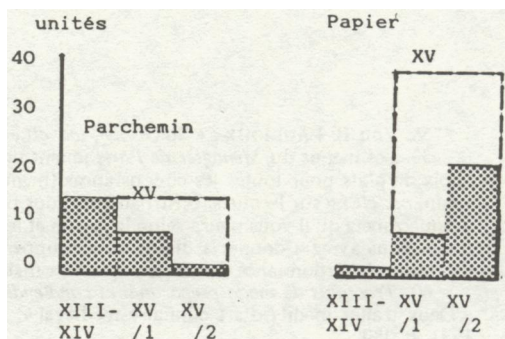 unités
Papier
40
30
20
10
0
Parchemin
XV
XV
XIII- XV XV
XIV /1 /2
XIII- XV XV
XIV /1 /2